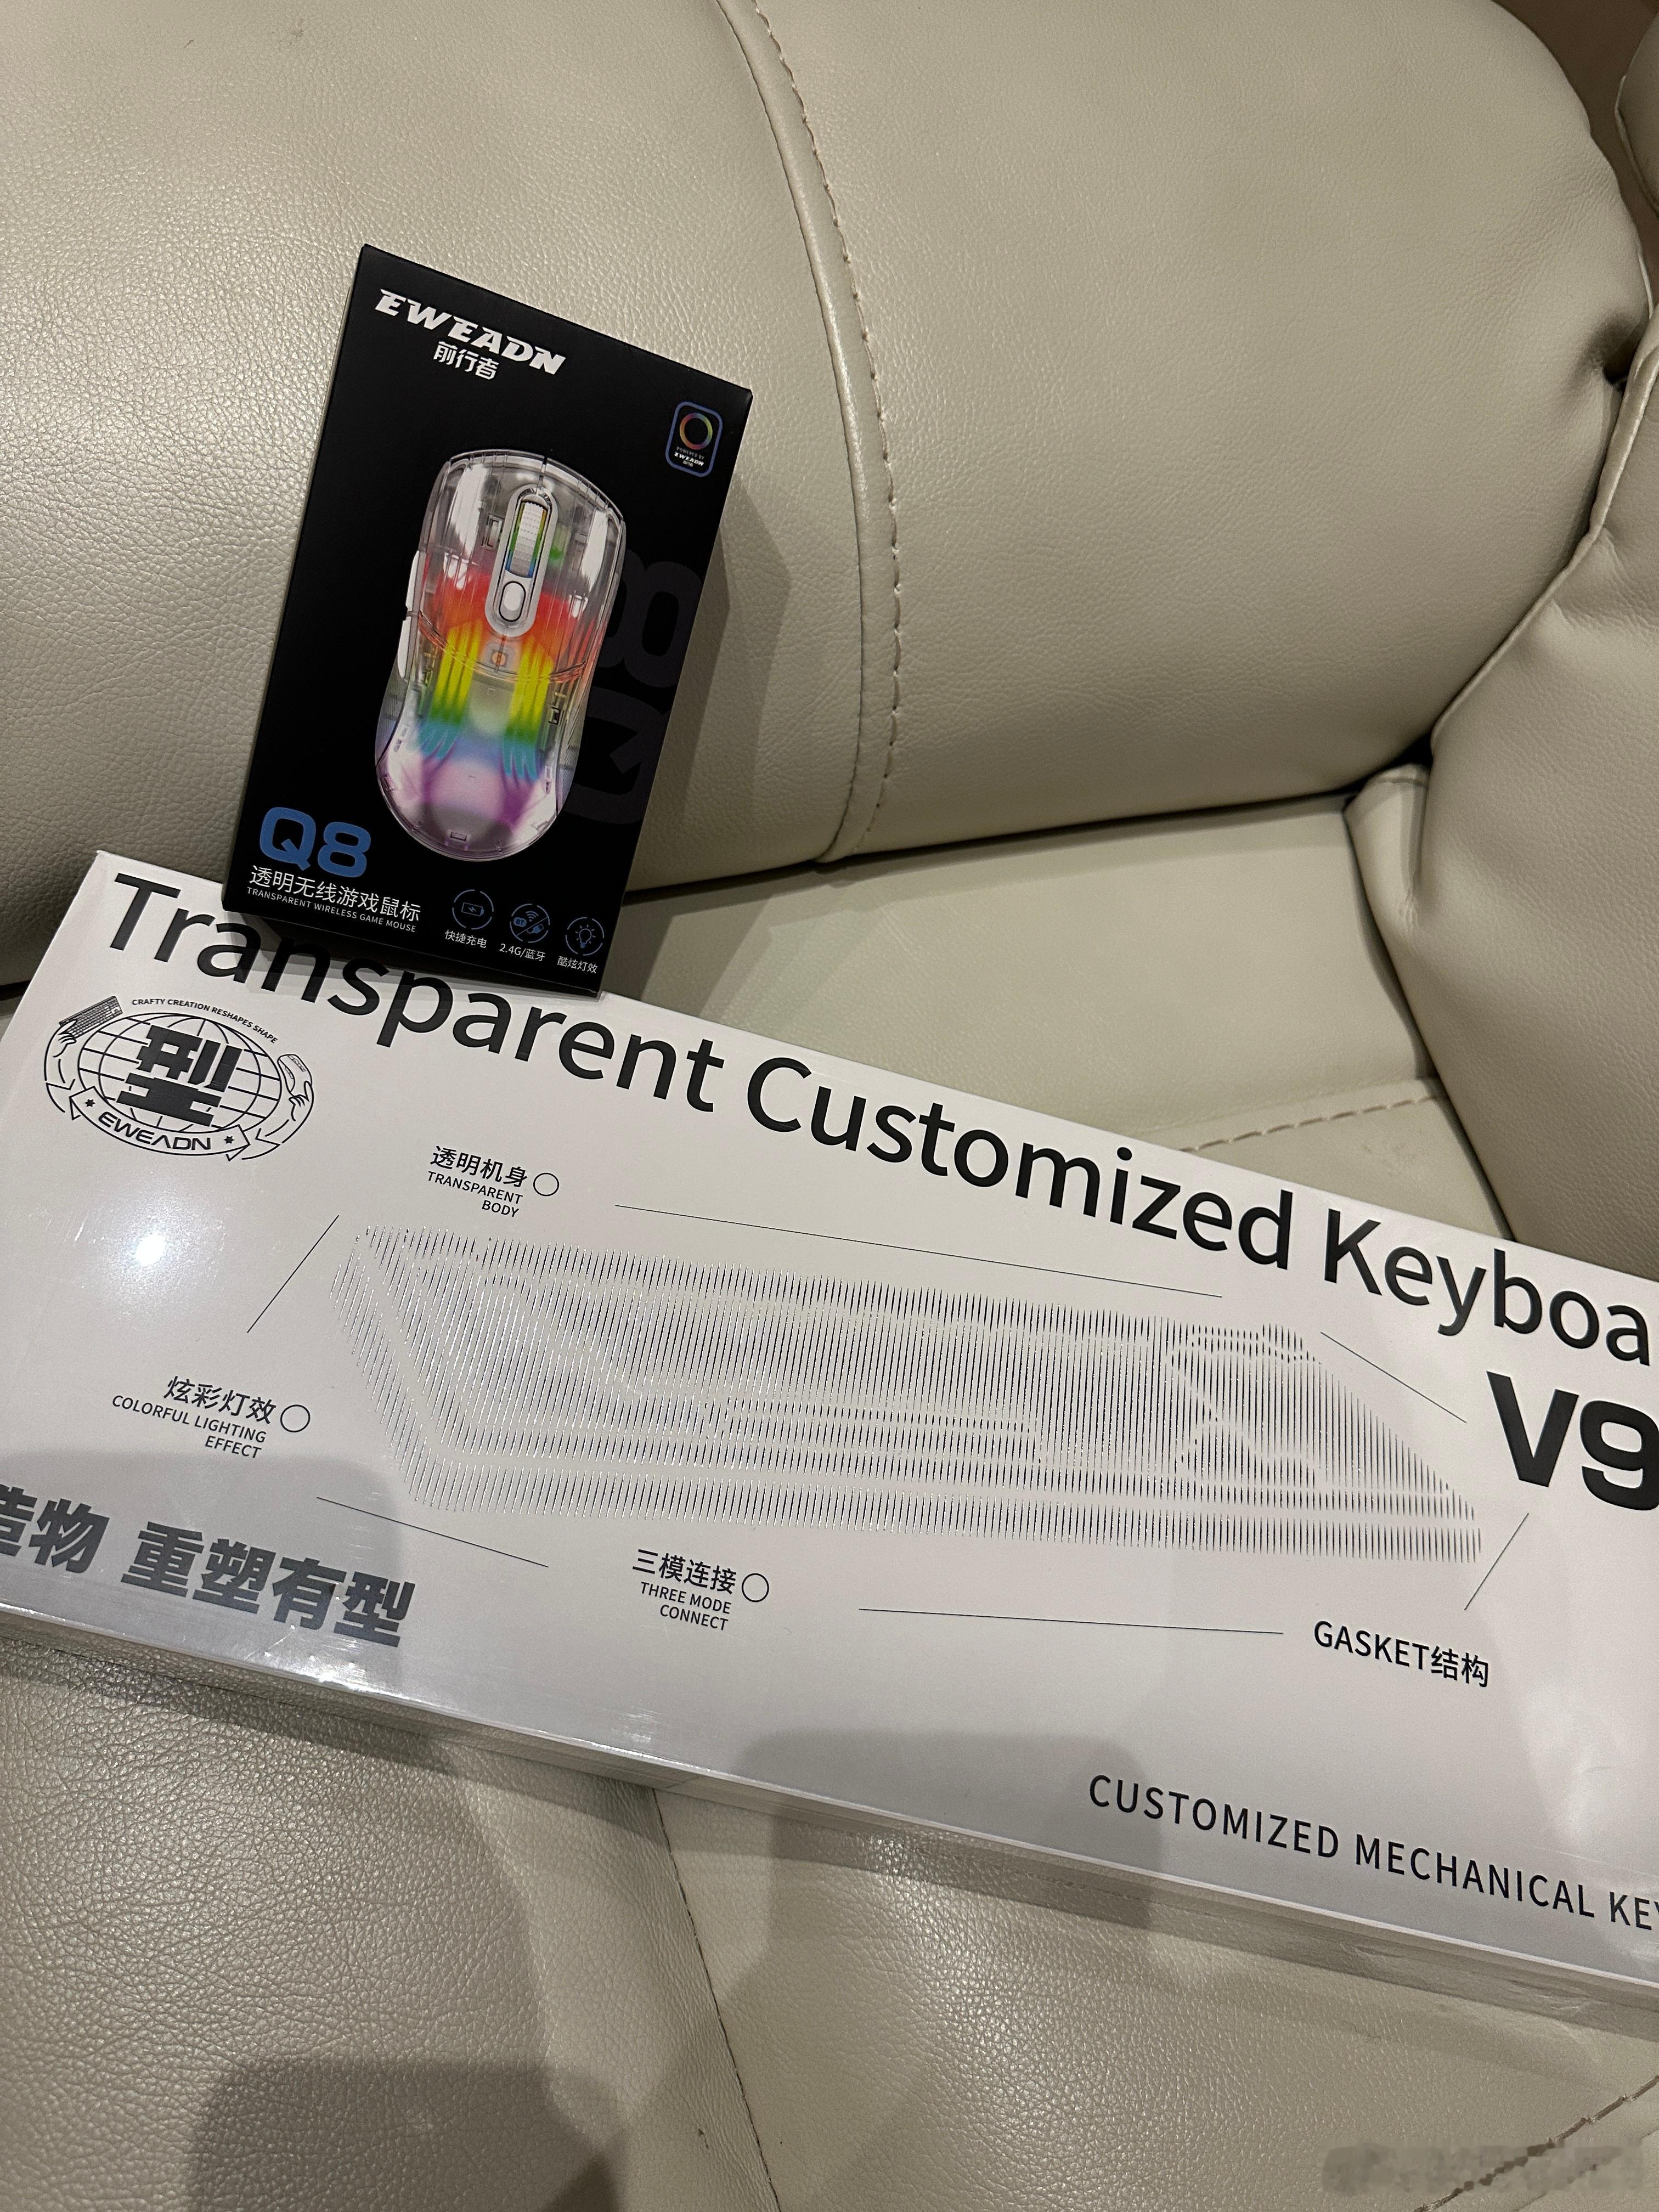 EWEADN
前行者
POWERED BY
EWEADN
Q8
Q8
透明无线游戏鼠标
TRANSPARENT WIRELESS GAME MOUSE
快捷充电
2.4G/蓝牙
酷炫灯效
Transparent Customized Keyboa
CRAFTY CREATION RESHAPES SHAPE
型
EWEADN
透明机身
TRANSPARENT
BODY
V9
炫彩灯效
COLORFUL LIGHTING
EFFECT
造物 重塑有型
三模连接
THREE MODE
CONNECT
GASKET结构
CUSTOMIZED MECHANICAL KEY